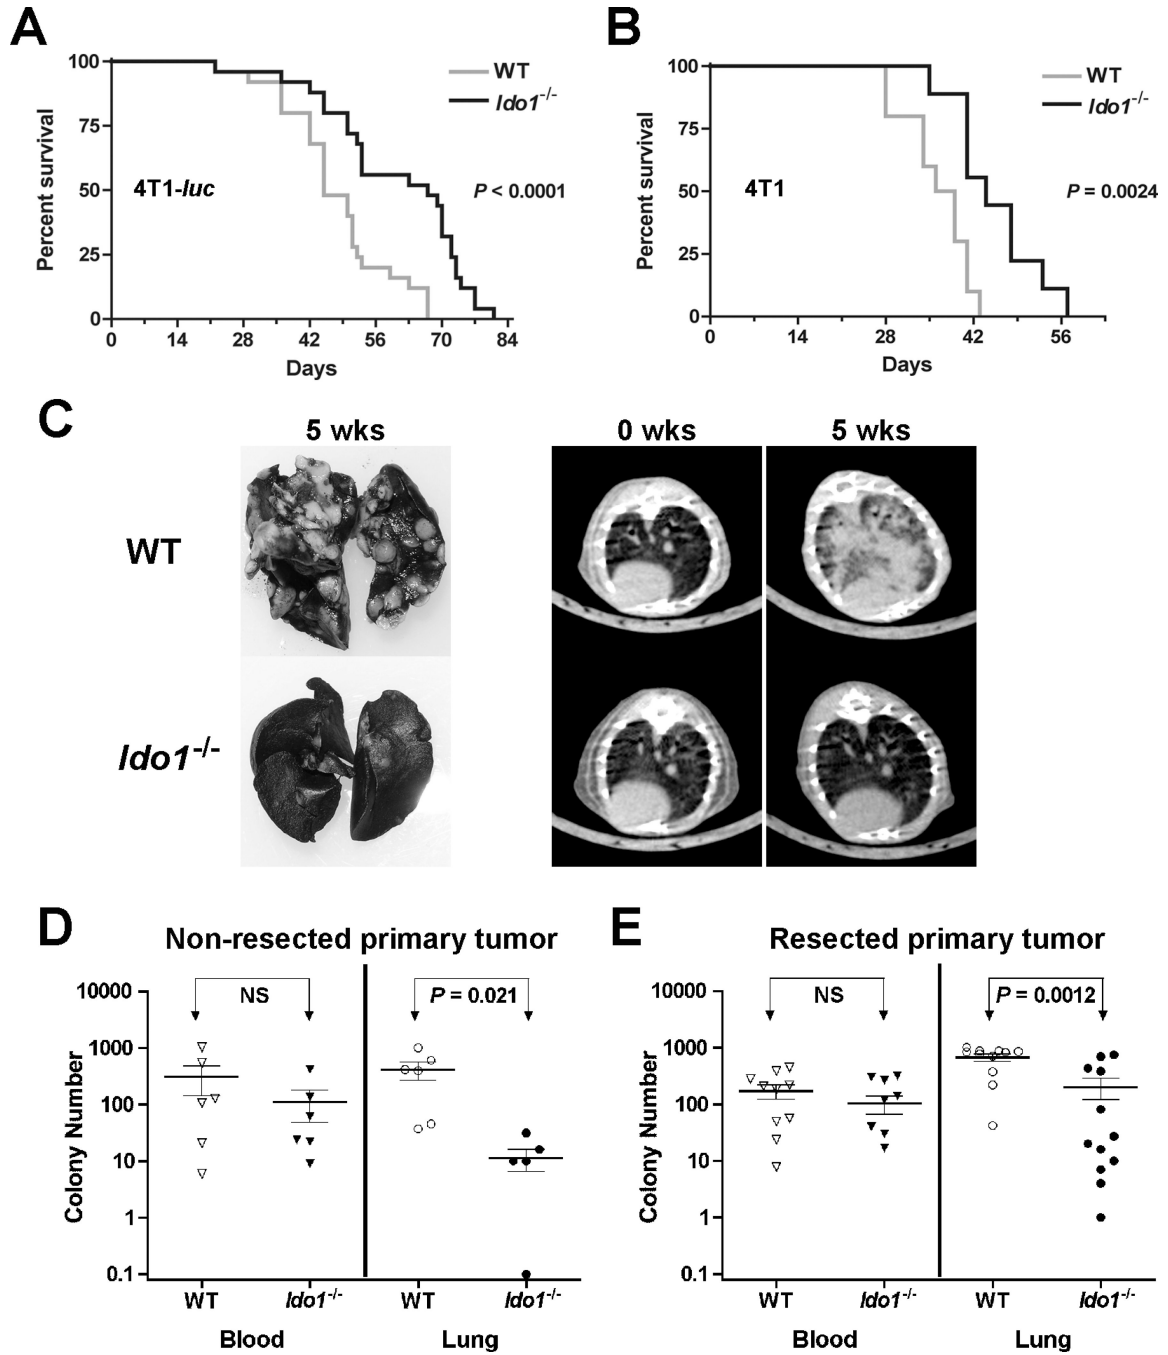 A
100
75
50
25
0
Percent survival
WT
Ido1-/-
4T1-luc
P < 0.0001
0 14 28 42 56 70 84
Days
B
100
75
50
25
0
Percent survival
WT
Ido1-/-
4T1
P = 0.0024
0 14 28 42 56
Days
C
5 wks 0 wks 5 wks
WT
Ido1-/-
D
Non-resected primary tumor
10000
1000
100
10
1
0.1
Colony Number
NS
P = 0.021
WT Ido1-/- WT Ido1-/-
Blood Lung
E
Resected primary tumor
10000
1000
100
10
1
0.1
Colony Number
NS
P = 0.0012
WT Ido1-/- WT Ido1-/-
Blood Lung